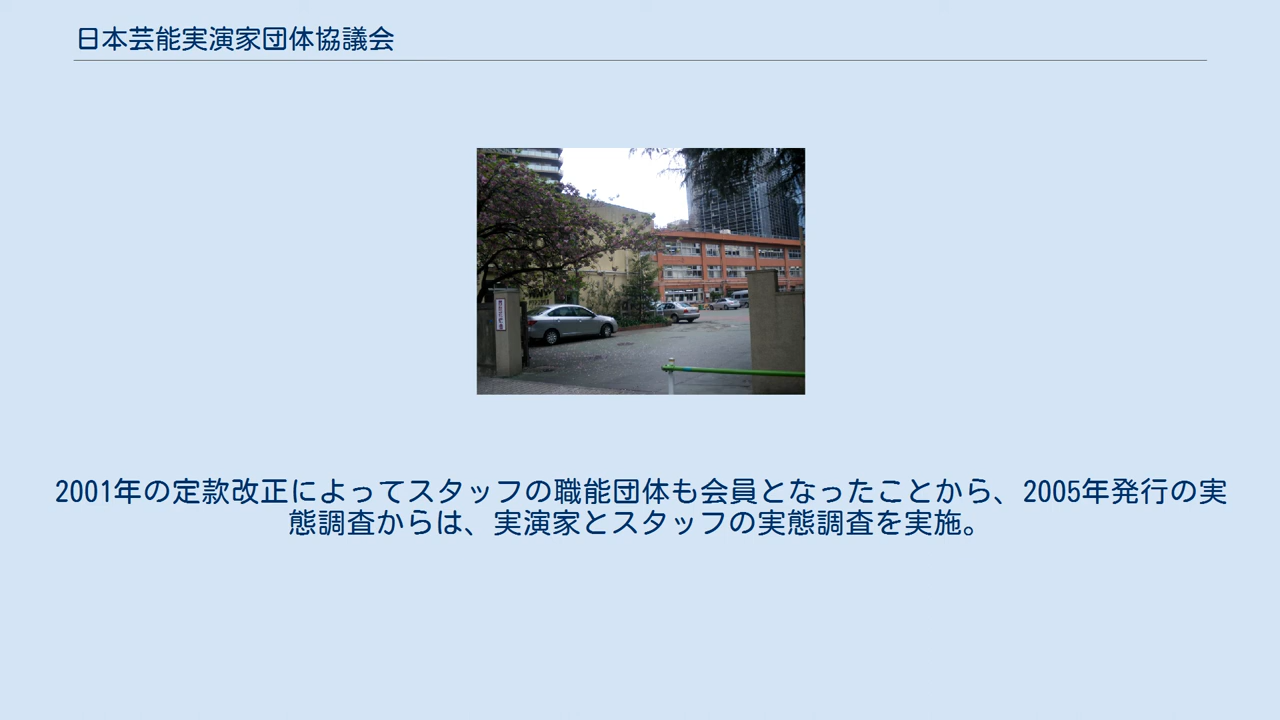 日本芸能実演家団体協議会
2001年の定款改正によってスタッフの職能団体も会員となったことから、2005年発行の実
態調査からは、実演家とスタッフの実態調査を実施。